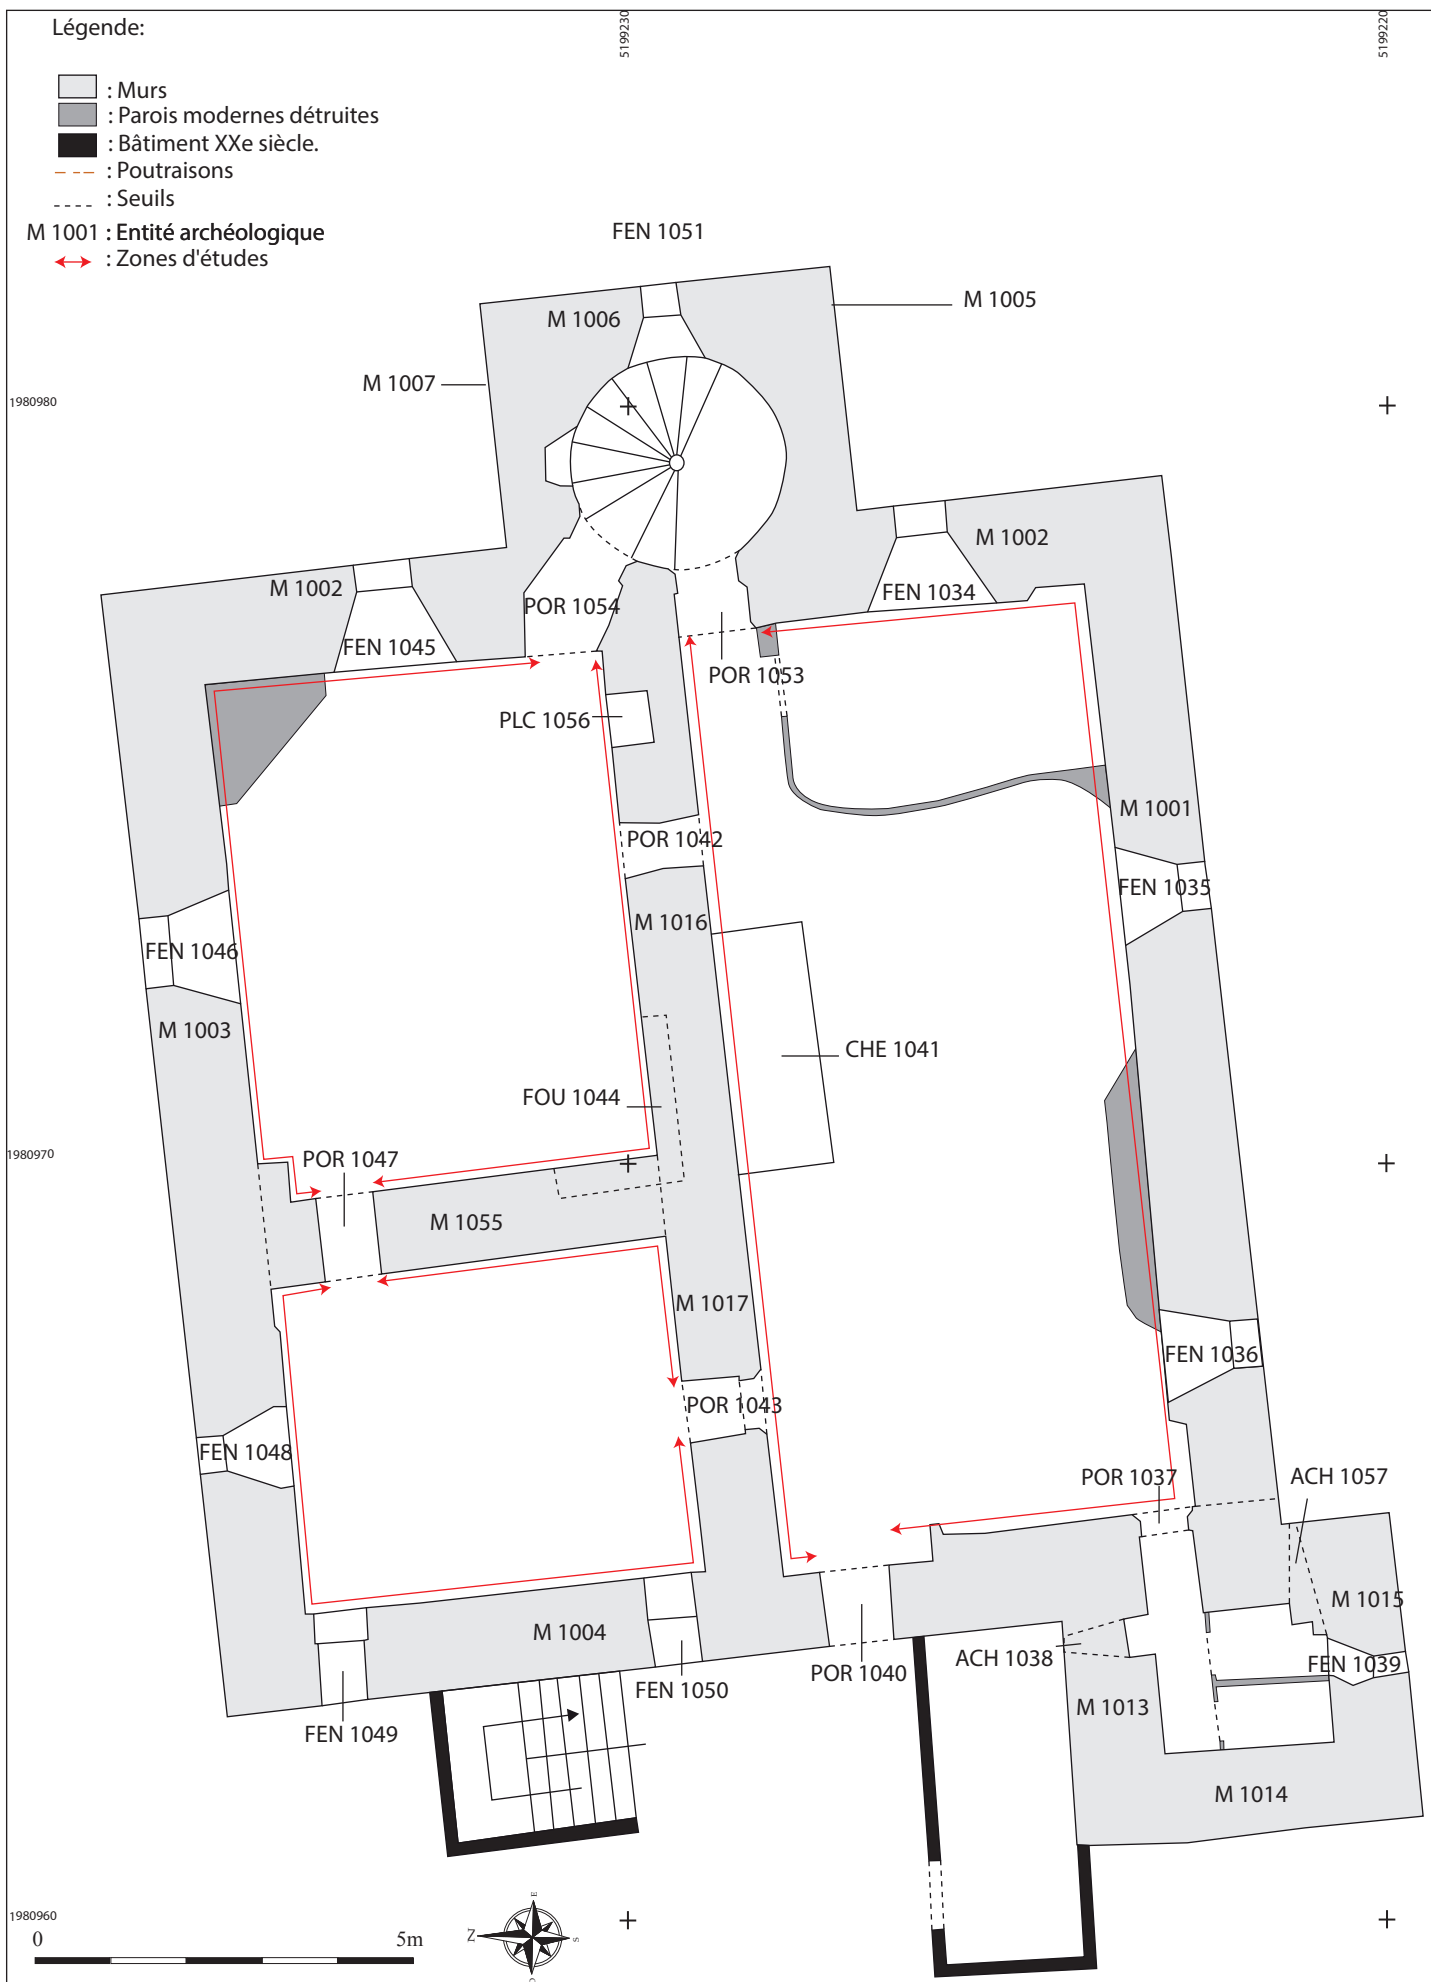 Légende:
: Murs
: Parois modernes détruites
: Bâtiment XXe siècle.
: Poutraisons
: Seuils
M 1001 : Entité archéologique
: Zones d'études
5199230
5199220
FEN 1051
M 1006
M 1005
M 1007
1980980
M 1002
M 1002
FEN 1034
POR 1054
FEN 1045
POR 1053
PLC 1056
M 1001
POR 1042
FEN 1035
M 1016
FEN 1046
M 1003
CHE 1041
FOU 1044
1980970
POR 1047
M 1055
M 1017
FEN 1036
POR 1043
FEN 1048
POR 1037
ACH 1057
M 1015
M 1004
ACH 1038
FEN 1039
POR 1040
FEN 1050
M 1013
FEN 1049
M 1014
1980960
0
5m
E
N
S
O